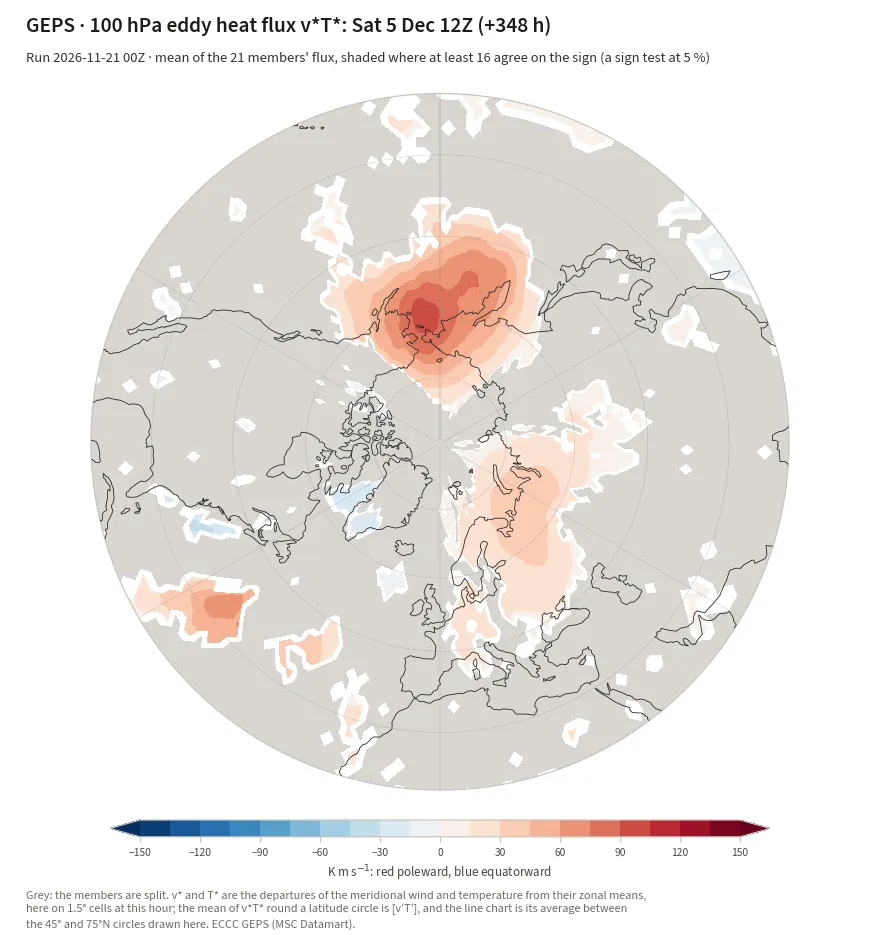 GEPS · 100 hPa eddy heat flux v*T*: Sat 5 Dec 12Z (+348 h)
Run 2026-11-21 00Z · mean of the 21 members' flux, shaded where at least 16 agree on the sign (a sign test at 5 %)
−150 −120 −90 −60 −30 0 30 60 90 120 150
K m s⁻¹: red poleward, blue equatorward
Grey: the members are split. v* and T* are the departures of the meridional wind and temperature from their zonal means,
here on 1.5° cells at this hour; the mean of v*T* round a latitude circle is [v′T′], and the line chart is its average between
the 45° and 75°N circles drawn here. ECCC GEPS (MSC Datamart).